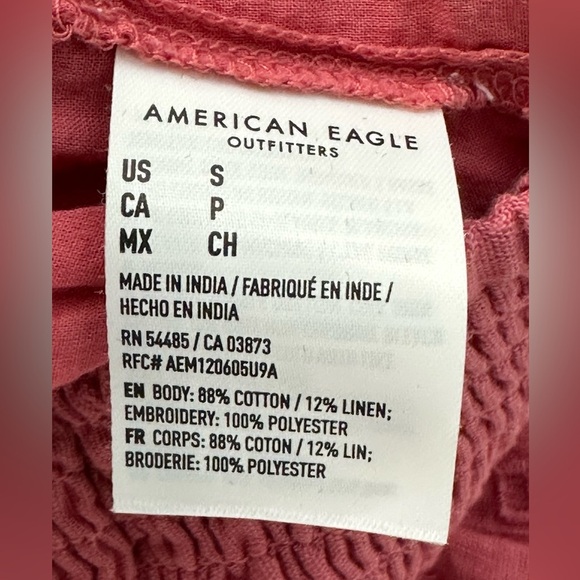 AMERICAN EAGLE
OUTFITTERS
US S
CA P
MX CH
MADE IN INDIA / FABRIQUÉ EN INDE /
HECHO EN INDIA
RN 54485 / CA 03873
RFC# AEM120605U9A
EN BODY: 88% COTTON / 12% LINEN;
EMBROIDERY: 100% POLYESTER
FR CORPS: 88% COTON / 12% LIN;
BRODERIE: 100% POLYESTER